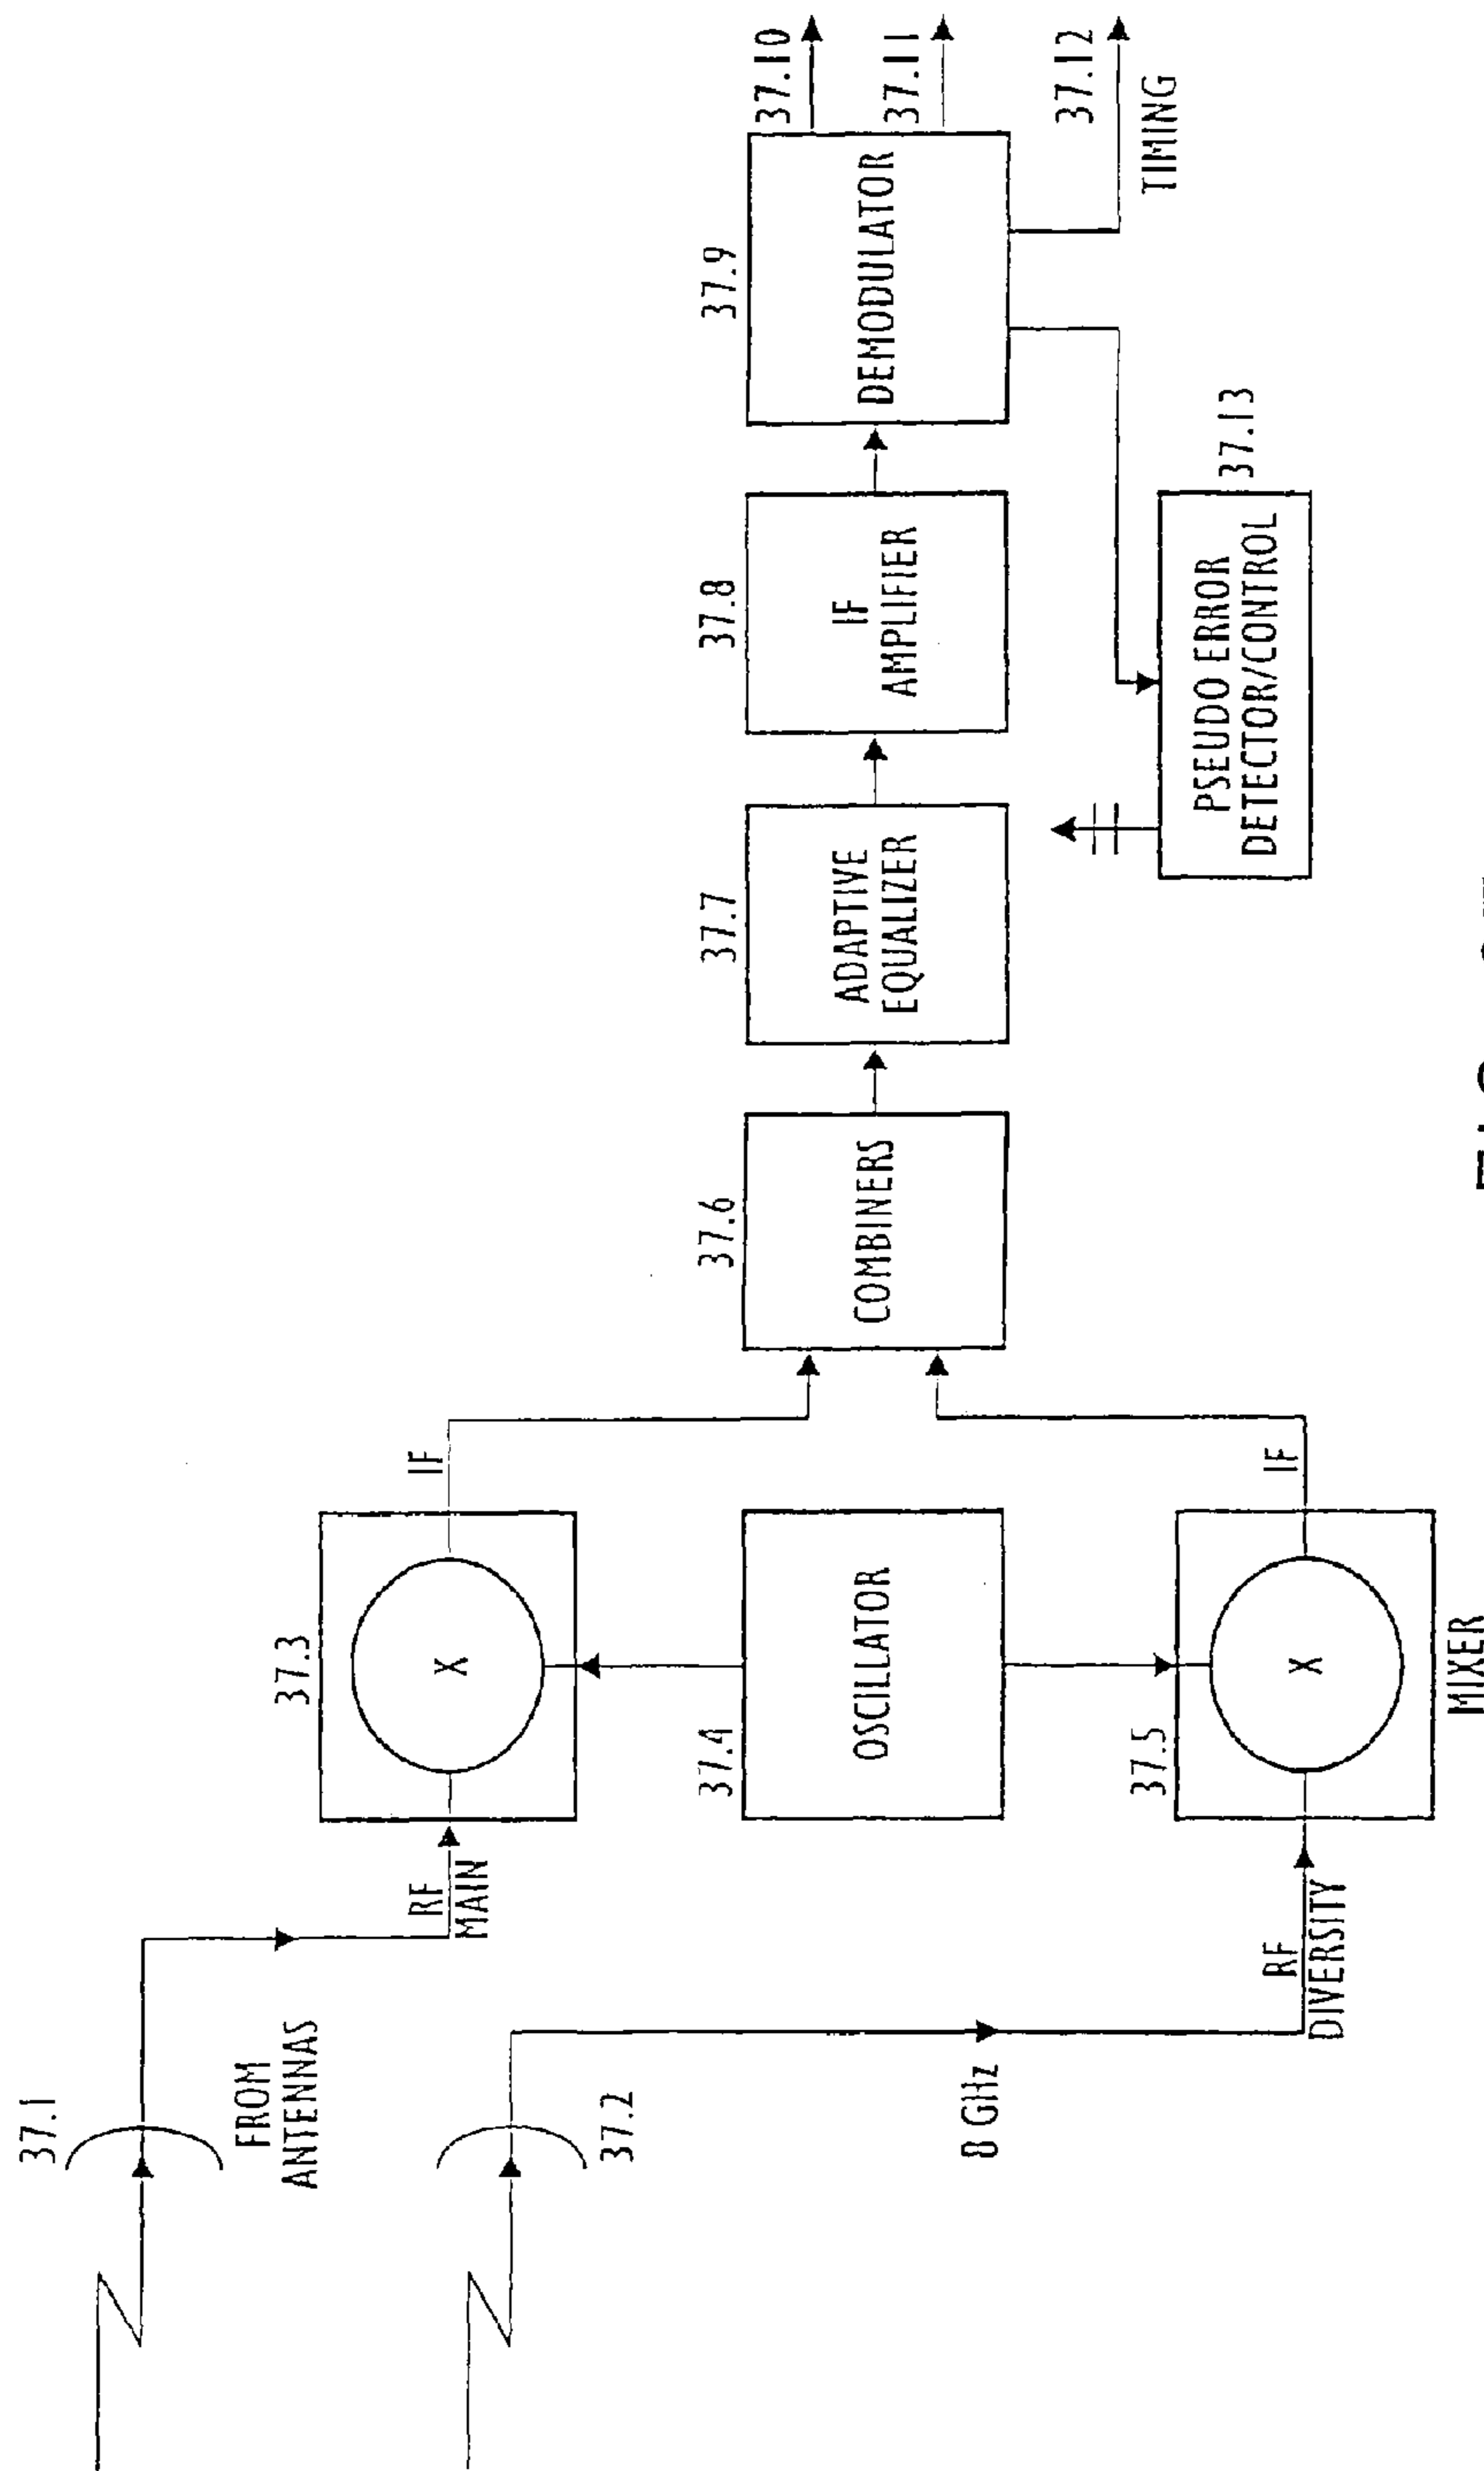 37.1
FROM
ANTENNAS
37.2
8 GHz
RF
MAIN
RF
DIVERSITY
37.3
X
37.4
OSCILLATOR
37.5
X
MIXER
IF
IF
37.6
COMBINERS
37.7
ADAPTIVE
EQUALIZER
37.8
IF
AMPLIFIER
37.9
DEMODULATOR
37.10
37.11
37.12
TIMING
37.13
PSEUDO ERROR
DETECTOR/CONTROL